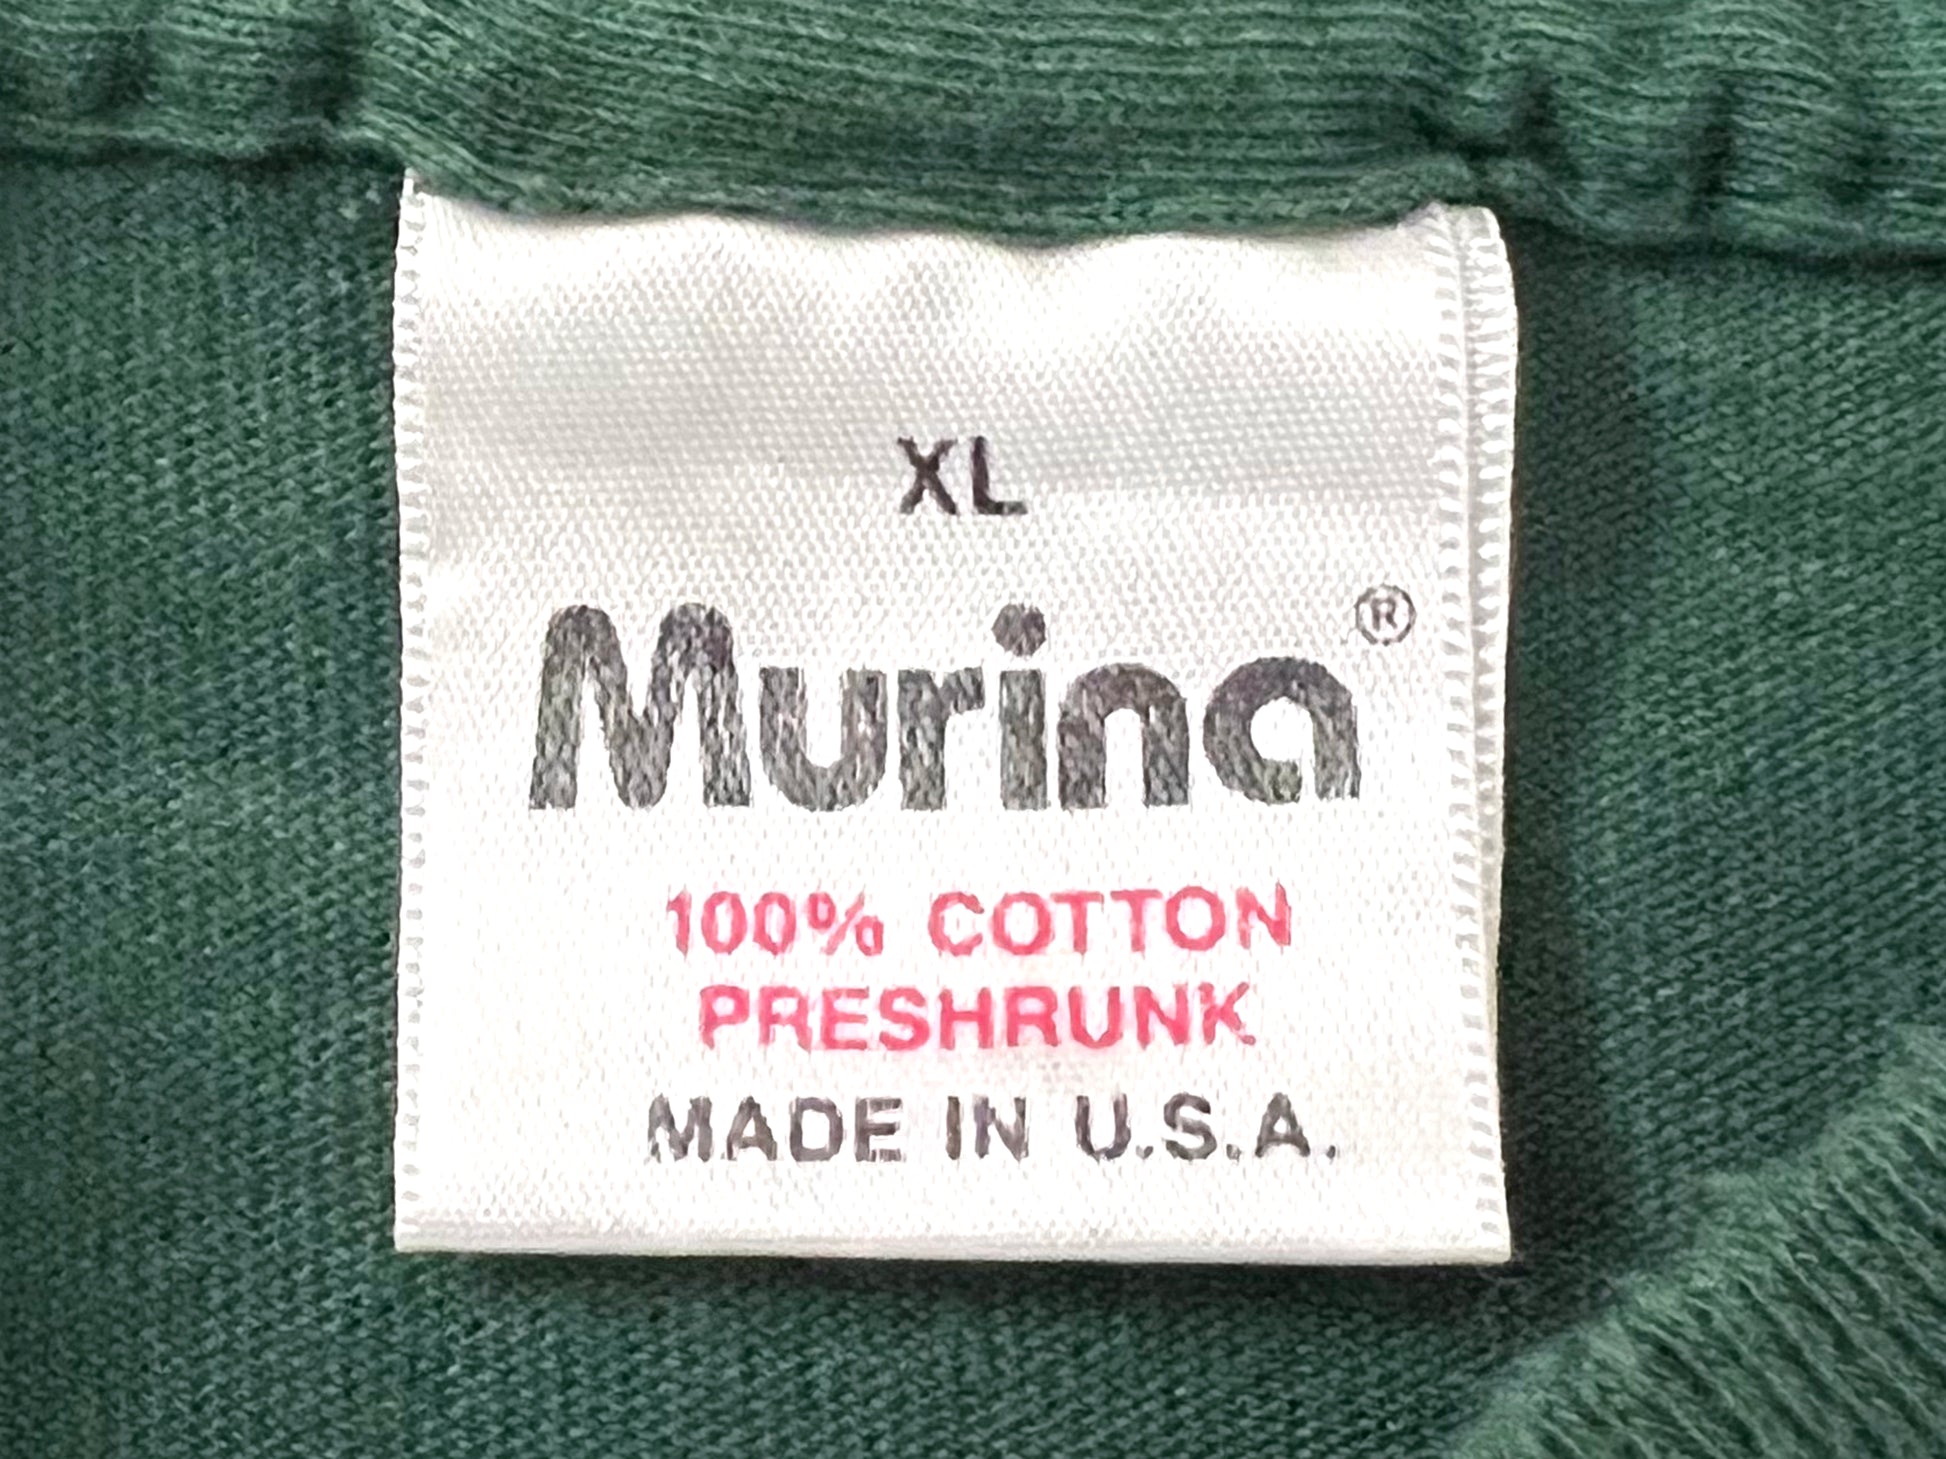 XL
Murina®
100% COTTON
PRESHRUNK
MADE IN U.S.A.